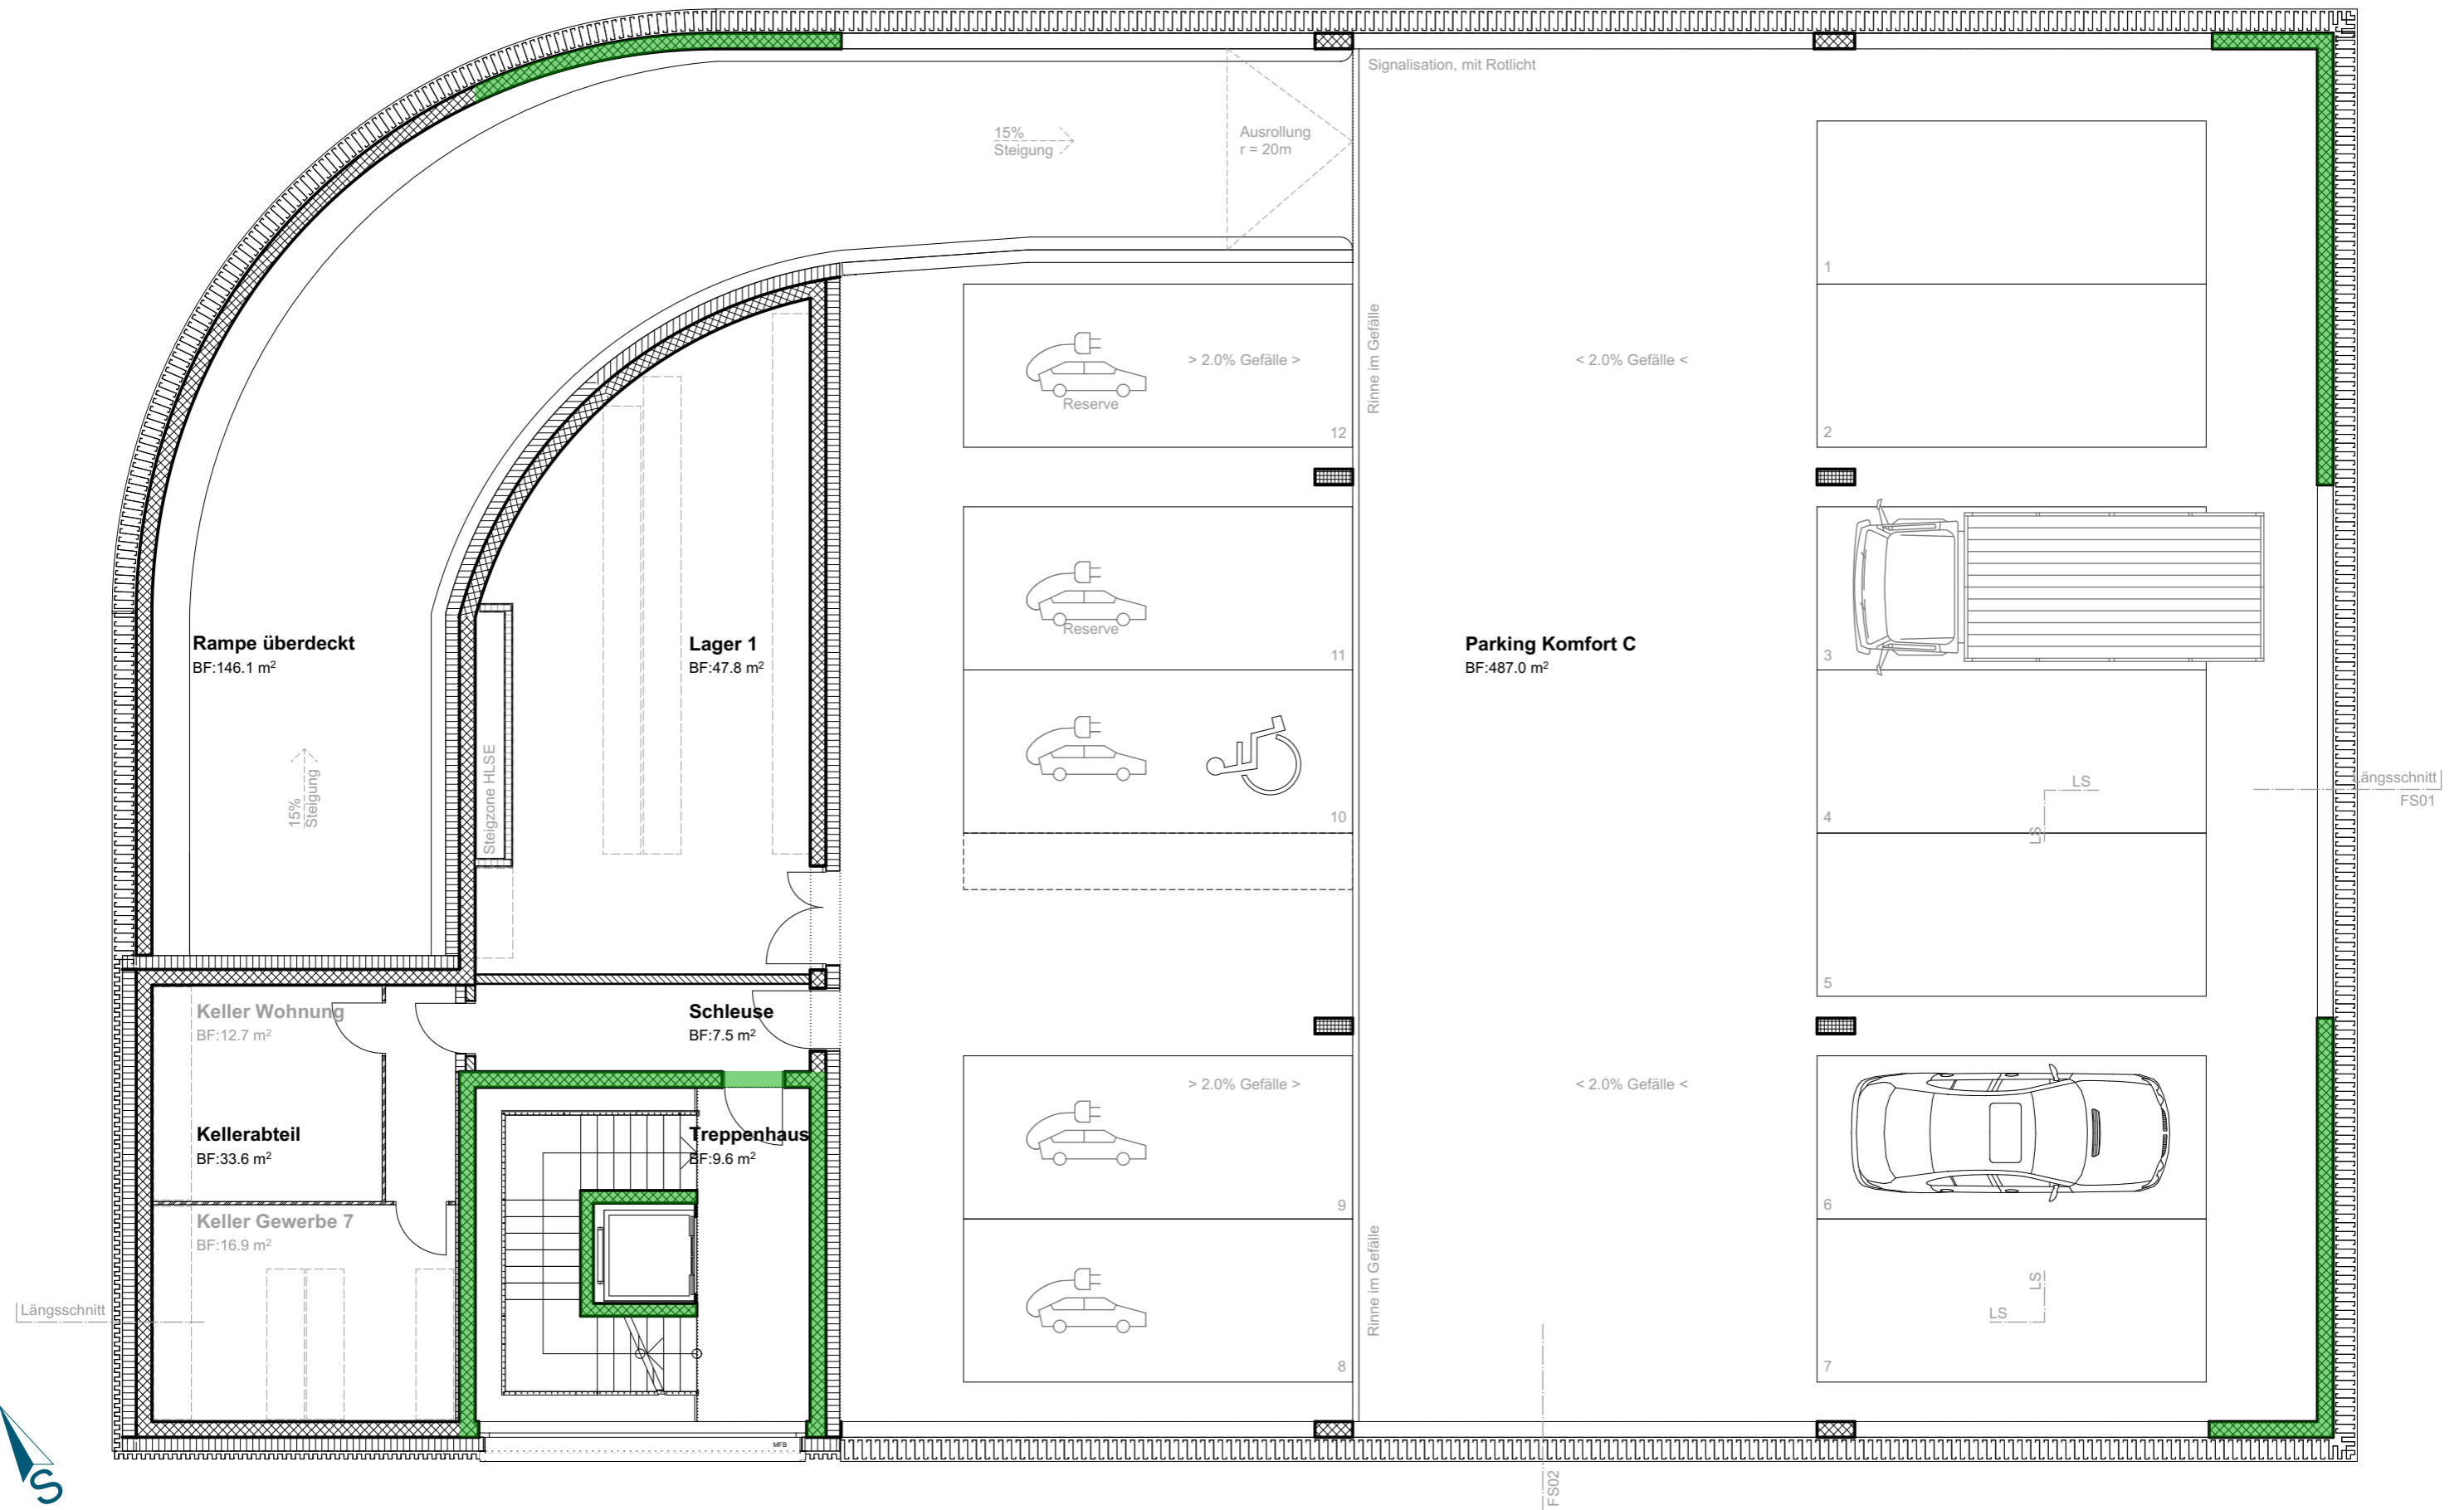 Signalisation, mit Rotlicht
15%
Steigung
Ausrollung
r = 20m
1
Rinne im Gefälle
> 2.0% Gefälle >
< 2.0% Gefälle <
Reserve
12
2
Rampe überdeckt
BF:146.1 m²
Lager 1
BF:47.8 m²
Reserve
11
Parking Komfort C
BF:487.0 m²
3
15%
Steigung
Steigzone HLSE
10
4
LS
LS
Längsschnitt
FS01
5
Keller Wohnung
BF:12.7 m²
Schleuse
BF:7.5 m²
> 2.0% Gefälle >
< 2.0% Gefälle <
Kellerabteil
BF:33.6 m²
Treppenhaus
BF:9.6 m²
9
6
Keller Gewerbe 7
BF:16.9 m²
Rinne im Gefälle
Längsschnitt
LS
LS
8
7
MFB
FS02
S